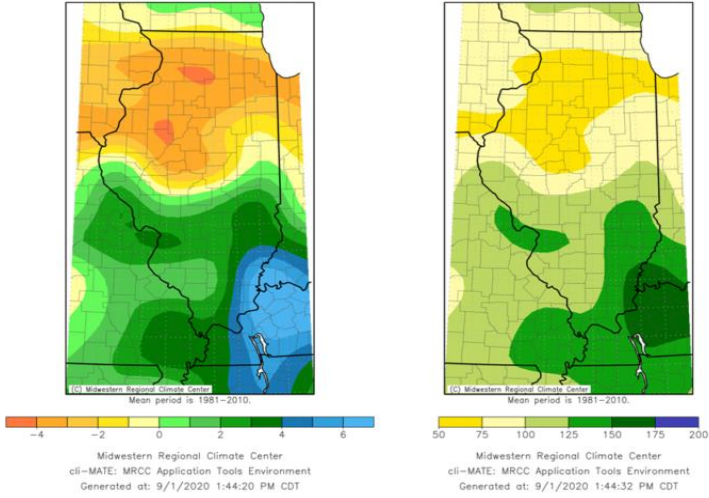 (C) Midwestern Regional Climate Center
Mean period is 1981-2010.
-4 -2 0 2 4 6
Midwestern Regional Climate Center
cli-MATE: MRCC Application Tools Environment
Generated at: 9/1/2020 1:44:20 PM CDT
(C) Midwestern Regional Climate Center
Mean period is 1981-2010.
50 75 100 125 150 175 200
Midwestern Regional Climate Center
cli-MATE: MRCC Application Tools Environment
Generated at: 9/1/2020 1:44:32 PM CDT